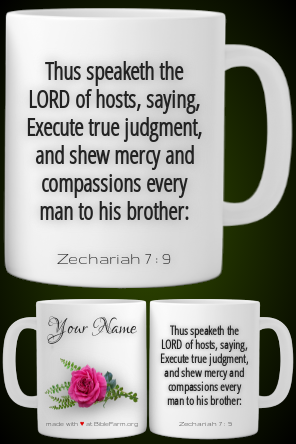 Thus speaketh the
LORD of hosts, saying,
Execute true judgment,
and shew mercy and
compassions every
man to his brother:
Zechariah 7:9
Your Name
made with ♥ at BibleFarm.org
Thus speaketh the
LORD of hosts, saying,
Execute true judgment,
and shew mercy and
compassions every
man to his brother:
Zechariah 7:9